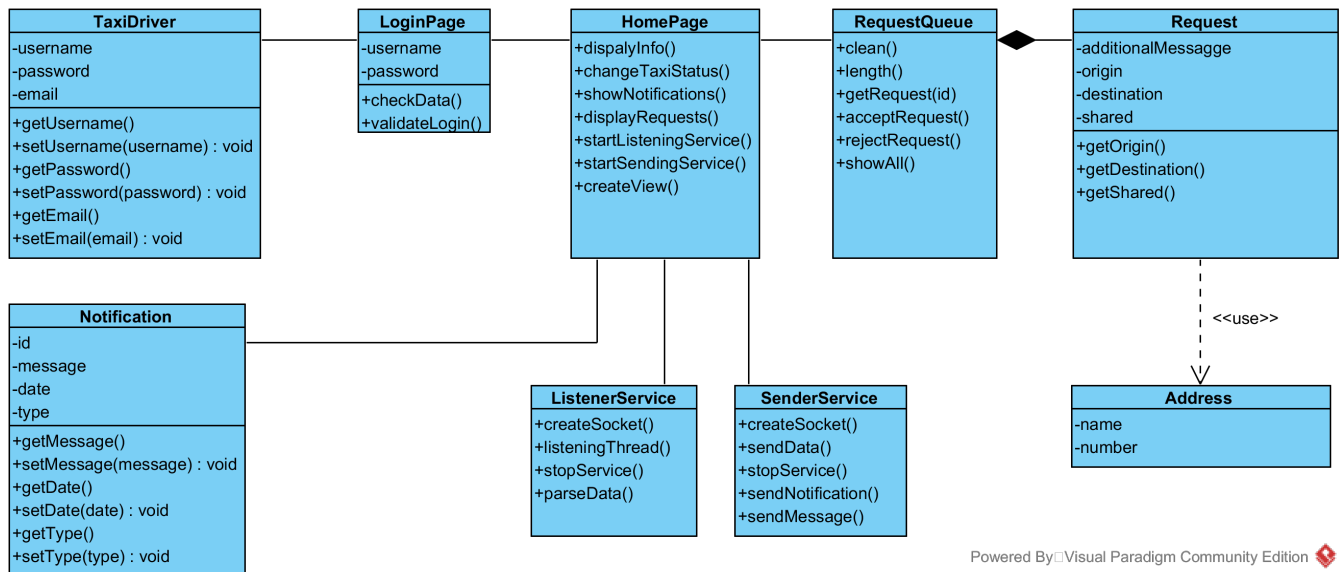 TaxiDriver
-username
-password
-email
+getUsername()
+setUsername(username) : void
+getPassword()
+setPassword(password) : void
+getEmail()
+setEmail(email) : void
LoginPage
-username
-password
+checkData()
+validateLogin()
HomePage
+dispalyInfo()
+changeTaxiStatus()
+showNotifications()
+displayRequests()
+startListeningService()
+startSendingService()
+createView()
RequestQueue
+clean()
+length()
+getRequest(id)
+acceptRequest()
+rejectRequest()
+showAll()
Request
-additionalMessagge
-origin
-destination
-shared
+getOrigin()
+getDestination()
+getShared()
<<use>>
Notification
-id
-message
-date
-type
+getMessage()
+setMessage(message) : void
+getDate()
+setDate(date) : void
+getType()
+setType(type) : void
ListenerService
+createSocket()
+listeningThread()
+stopService()
+parseData()
SenderService
+createSocket()
+sendData()
+stopService()
+sendNotification()
+sendMessage()
Address
-name
-number
Powered By□Visual Paradigm Community Edition